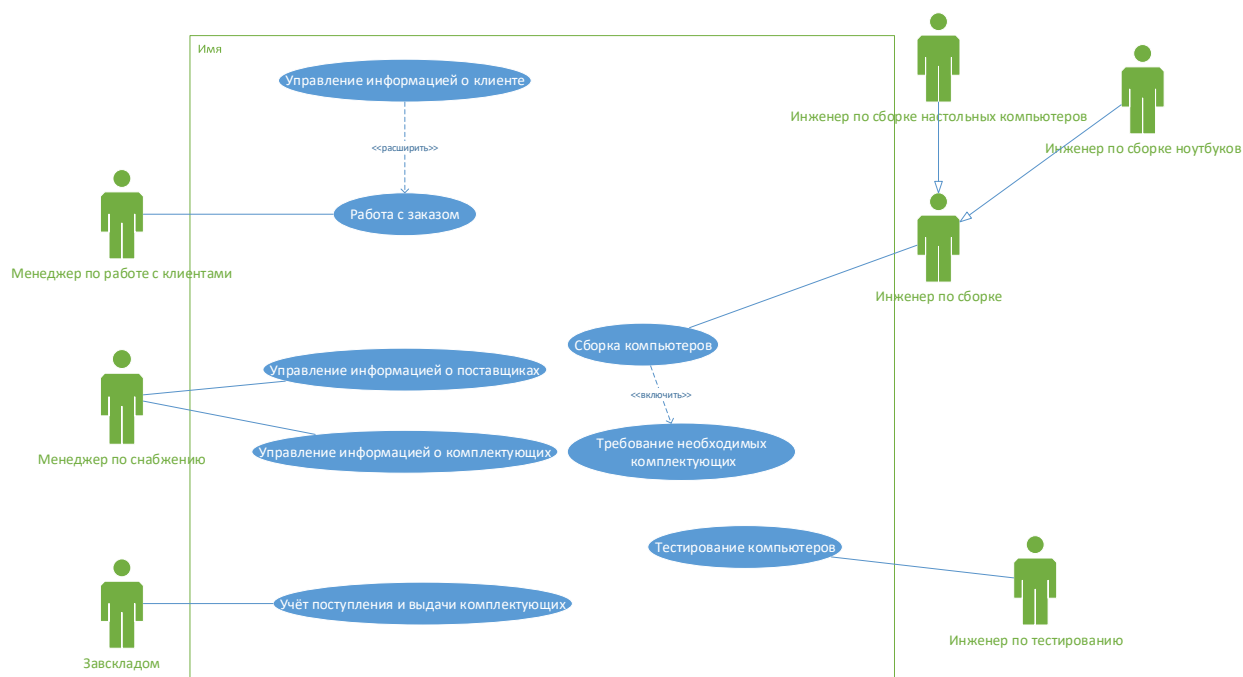 Имя
Управление информацией о клиенте
Инженер по сборке настольных компьютеров
Инженер по сборке ноутбуков
<<расширить>>
Работа с заказом
Менеджер по работе с клиентами
Инженер по сборке
Сборка компьютеров
Управление информацией о поставщиках
<<включить>>
Менеджер по снабжению
Управление информацией о комплектующих
Требование необходимых
комплектующих
Тестирование компьютеров
Учёт поступления и выдачи комплектующих
Инженер по тестированию
Завскладом